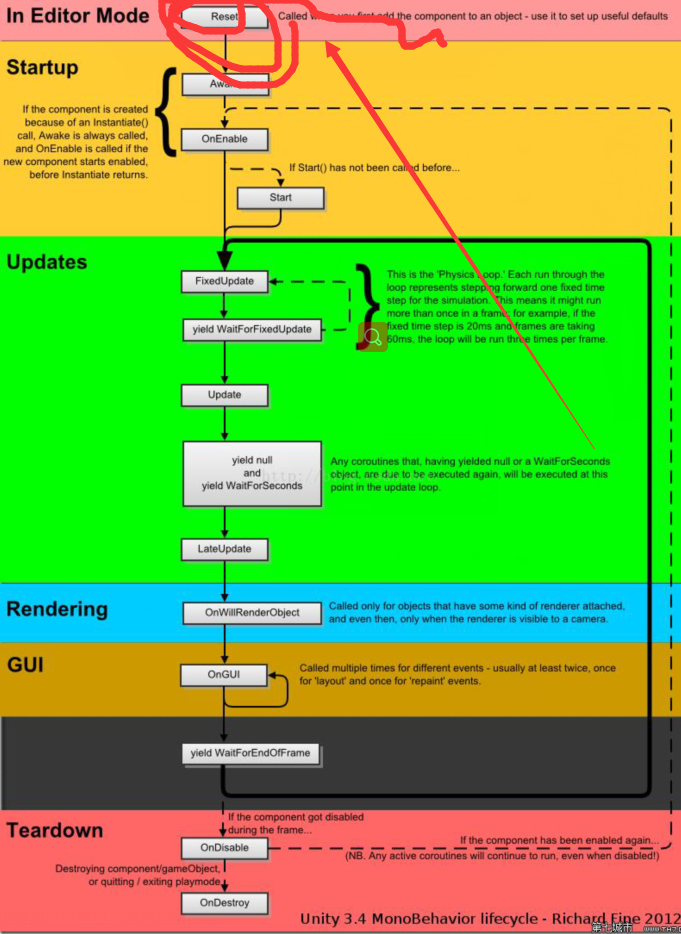 In Editor Mode
Reset
Called when you first add the component to an object - use it to set up useful defaults
Startup
Awake
If the component is created
because of an Instantiate()
call, Awake is always called,
and OnEnable is called if the
new component starts enabled,
before Instantiate returns.
OnEnable
If Start() has not been called before...
Start
Updates
FixedUpdate
This is the 'Physics Loop.' Each run through the
loop represents stepping forward one fixed time
step for the simulation. This means it might run
more than once in a frame; for example, if the
fixed time step is 20ms and frames are taking
60ms, the loop will be run three times per frame.
yield WaitForFixedUpdate
Update
yield null
and
yield WaitForSeconds
Any coroutines that, having yielded null or a WaitForSeconds
object, are due to be executed again, will be executed at this
point in the update loop.
LateUpdate
Rendering
OnWillRenderObject
Called only for objects that have some kind of renderer attached,
and even then, only when the renderer is visible to a camera.
GUI
OnGUI
Called multiple times for different events - usually at least twice, once
for 'layout' and once for 'repaint' events.
yield WaitForEndOfFrame
Teardown
If the component got disabled
during the frame...
OnDisable
If the component has been enabled again...
(NB. Any active coroutines will continue to run, even when disabled!)
Destroying component/gameObject,
or quitting / exiting playmode
OnDestroy
Unity 3.4 MonoBehavior lifecycle - Richard Fine 2012
第七城市